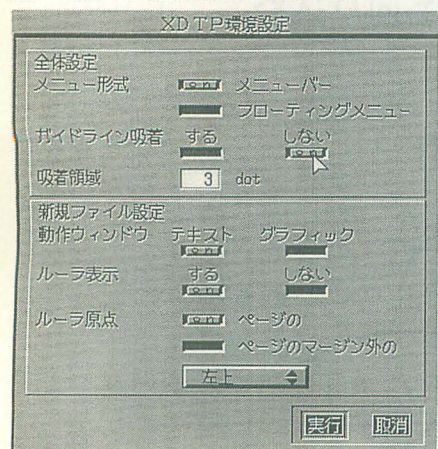 XDTP環境設定
全体設定
メニュー形式 on メニューバー
フローティングメニュー
ガイドライン吸着 する しない
on
吸着領域 3 dot
新規ファイル設定
動作ウィンドウ テキスト グラフィック
on
ルーラ表示 する しない
on
ルーラ原点 on ページの
ページのマージン外の
左上
実行 取消